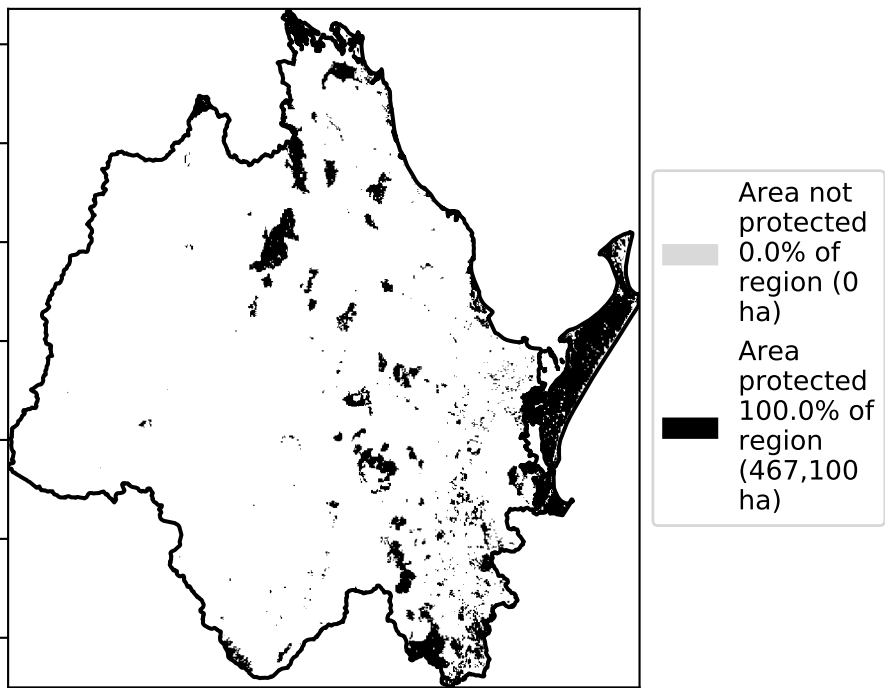 Area not
protected
0.0% of
region (0
ha)
Area
protected
100.0% of
region
(467,100
ha)